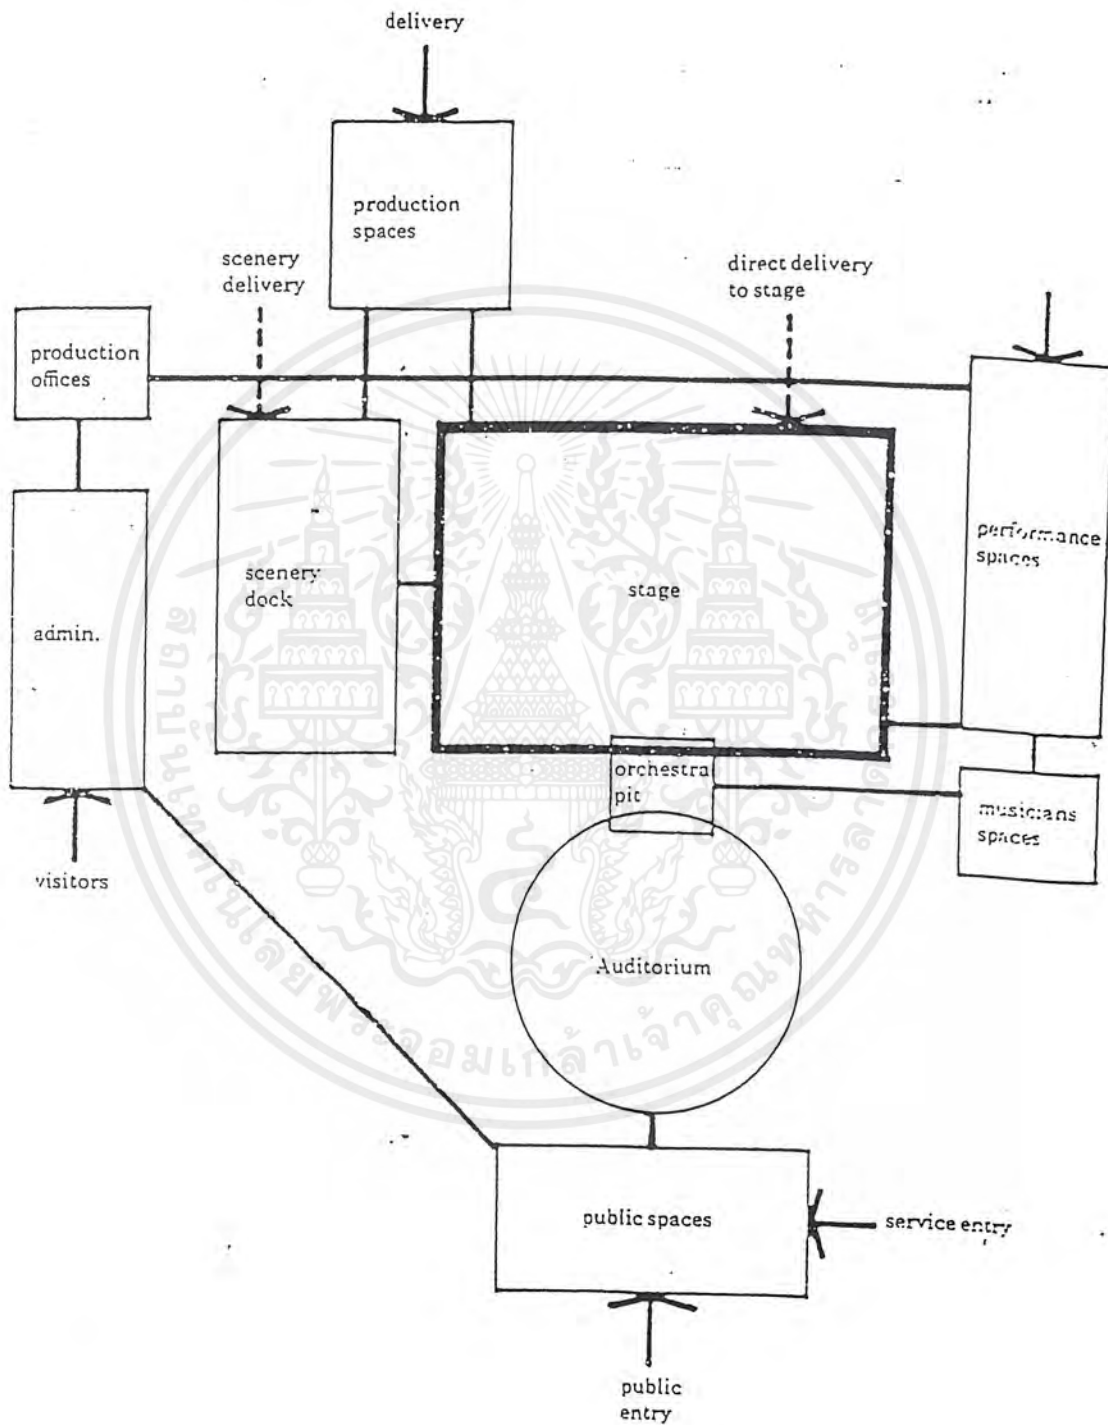 delivery
production
spaces
scenery
delivery
direct delivery
to stage
production
offices
performance
spaces
scenery
dock
stage
admin.
orchestra
pit
musicians
spaces
visitors
Auditorium
public spaces
service entry
public
entry